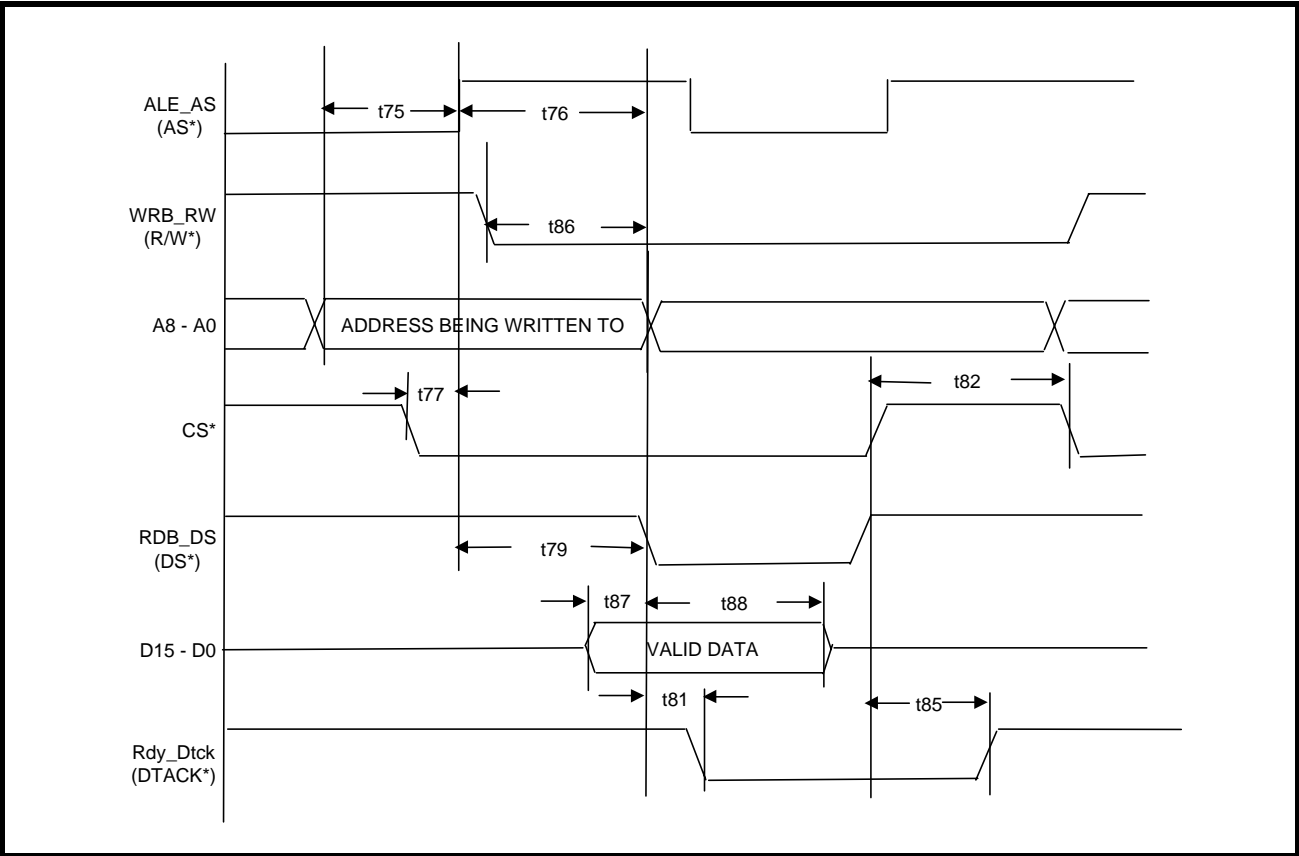 ALE_AS
(AS*)
t75
t76
WRB_RW
(R/W*)
t86
A8 - A0
ADDRESS BEING WRITTEN TO
t82
t77
CS*
RDB_DS
(DS*)
t79
t87
t88
D15 - D0
VALID DATA
t81
t85
Rdy_Dtck
(DTACK*)